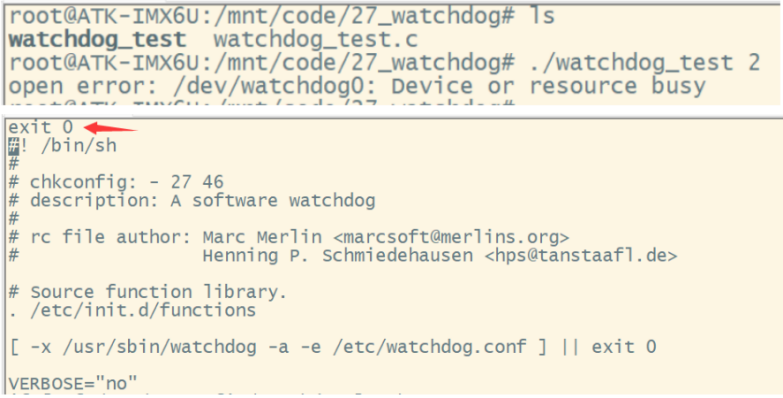 root@ATK-IMX6U:/mnt/code/27_watchdog# ls
watchdog_test  watchdog_test.c
root@ATK-IMX6U:/mnt/code/27_watchdog# ./watchdog_test 2
open error: /dev/watchdog0: Device or resource busy
exit 0
#! /bin/sh
#
# chkconfig: - 27 46
# description: A software watchdog
#
# rc file author: Marc Merlin <marcsoft@merlins.org>
#                 Henning P. Schmiedehausen <hps@tanstaafl.de>
# Source function library.
. /etc/init.d/functions
[ -x /usr/sbin/watchdog -a -e /etc/watchdog.conf ] || exit 0
VERBOSE="no"